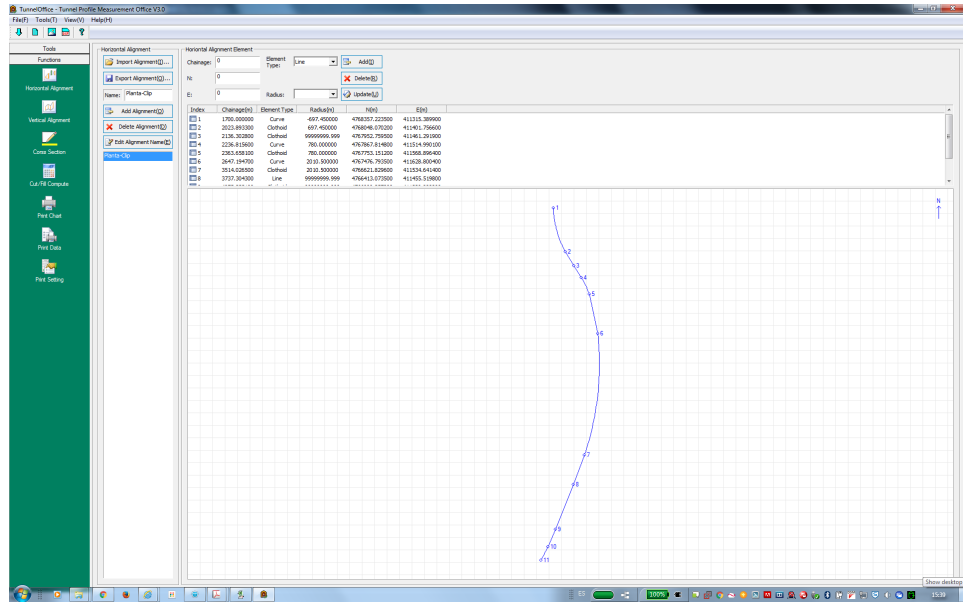 TunnelOffice - Tunnel Profile Measurement Office V3.0
File(F) Tools(T) View(V) Help(H)
Tools
Functions
Horizontal Alignment
Vertical Alignment
Cross Section
Cut/Fill Compute
Print Chart
Print Data
Print Setting
Horizontal Alignment
Import Alignment(I)...
Export Alignment(G)...
Name: Planta-Clip
Add Alignment(O)
Delete Alignment(D)
Edit Alignment Name(E)
Planta-Clip
Horiontal Alignment Element
Chainage: 0 Element Type: Line Add(I)
N: 0 Delete(R)
E: 0 Radius: Update(U)
Index Chanage(m) Element Type Radius(m) N(m) E(m)
1 1700.000000 Curve -697.450000 4768357.223500 411315.389900
2 2023.893300 Clothoid 697.450000 4768048.070200 411401.756600
3 2136.302800 Clothoid 99999999.999 4767952.759500 411461.291900
4 2236.815600 Curve 780.000000 4767867.814800 411514.990100
5 2363.658100 Clothoid 780.000000 4767753.151200 411568.896400
6 2647.194700 Curve 2010.500000 4767476.793500 411628.800400
7 3514.026500 Clothoid 2010.500000 4766621.829600 411534.641400
8 3737.304300 Line 99999999.999 4766413.073500 411455.519800
N
1
2
3
4
5
6
7
8
9
10
11
Show desktop
ES
100%
15:39